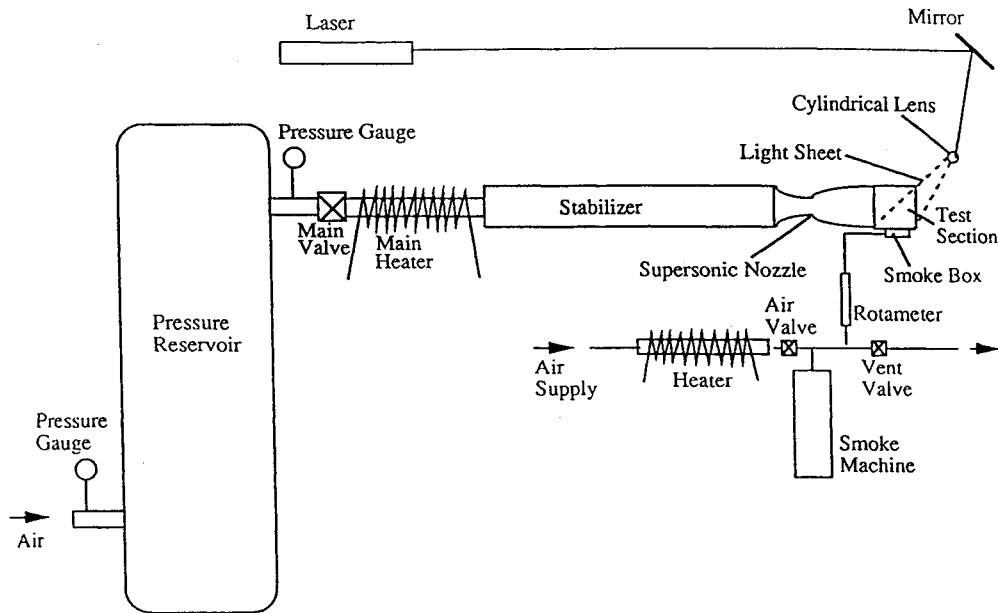 Laser
Mirror
Cylindrical Lens
Pressure Gauge
Light Sheet
Stabilizer
Test
Section
Main
Valve
Main
Heater
Supersonic Nozzle
Smoke Box
Pressure
Reservoir
Air
Valve
Rotameter
Air
Supply
Heater
Vent
Valve
Pressure
Gauge
Smoke
Machine
Air